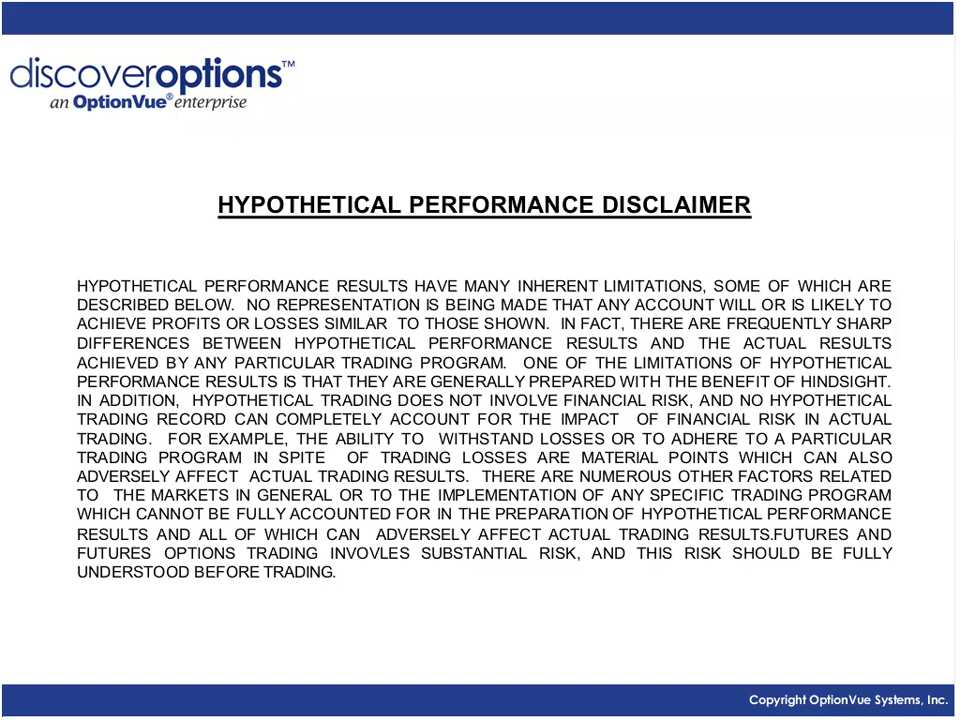 discoveroptions™
an OptionVue® enterprise
HYPOTHETICAL PERFORMANCE DISCLAIMER
HYPOTHETICAL PERFORMANCE RESULTS HAVE MANY INHERENT LIMITATIONS, SOME OF WHICH ARE
DESCRIBED BELOW. NO REPRESENTATION IS BEING MADE THAT ANY ACCOUNT WILL OR IS LIKELY TO
ACHIEVE PROFITS OR LOSSES SIMILAR TO THOSE SHOWN. IN FACT, THERE ARE FREQUENTLY SHARP
DIFFERENCES BETWEEN HYPOTHETICAL PERFORMANCE RESULTS AND THE ACTUAL RESULTS
ACHIEVED BY ANY PARTICULAR TRADING PROGRAM. ONE OF THE LIMITATIONS OF HYPOTHETICAL
PERFORMANCE RESULTS IS THAT THEY ARE GENERALLY PREPARED WITH THE BENEFIT OF HINDSIGHT.
IN ADDITION, HYPOTHETICAL TRADING DOES NOT INVOLVE FINANCIAL RISK, AND NO HYPOTHETICAL
TRADING RECORD CAN COMPLETELY ACCOUNT FOR THE IMPACT OF FINANCIAL RISK IN ACTUAL
TRADING. FOR EXAMPLE, THE ABILITY TO WITHSTAND LOSSES OR TO ADHERE TO A PARTICULAR
TRADING PROGRAM IN SPITE OF TRADING LOSSES ARE MATERIAL POINTS WHICH CAN ALSO
ADVERSELY AFFECT ACTUAL TRADING RESULTS. THERE ARE NUMEROUS OTHER FACTORS RELATED
TO THE MARKETS IN GENERAL OR TO THE IMPLEMENTATION OF ANY SPECIFIC TRADING PROGRAM
WHICH CANNOT BE FULLY ACCOUNTED FOR IN THE PREPARATION OF HYPOTHETICAL PERFORMANCE
RESULTS AND ALL OF WHICH CAN ADVERSELY AFFECT ACTUAL TRADING RESULTS.FUTURES AND
FUTURES OPTIONS TRADING INVOVLES SUBSTANTIAL RISK, AND THIS RISK SHOULD BE FULLY
UNDERSTOOD BEFORE TRADING.
Copyright OptionVue Systems, Inc.